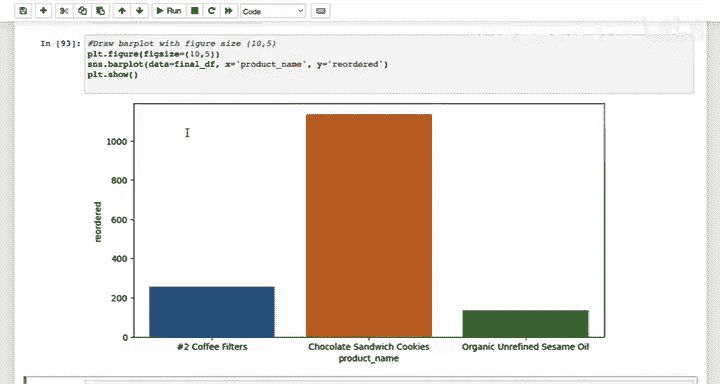 Run
Code
In [93]: #Draw barplot with figure size (10,5)
plt.figure(figsize=(10,5))
sns.barplot(data=final_df, x='product_name', y='reordered')
plt.show()
1000
800
600
400
200
0
reordered
#2 Coffee Filters Chocolate Sandwich Cookies Organic Unrefined Sesame Oil
product_name